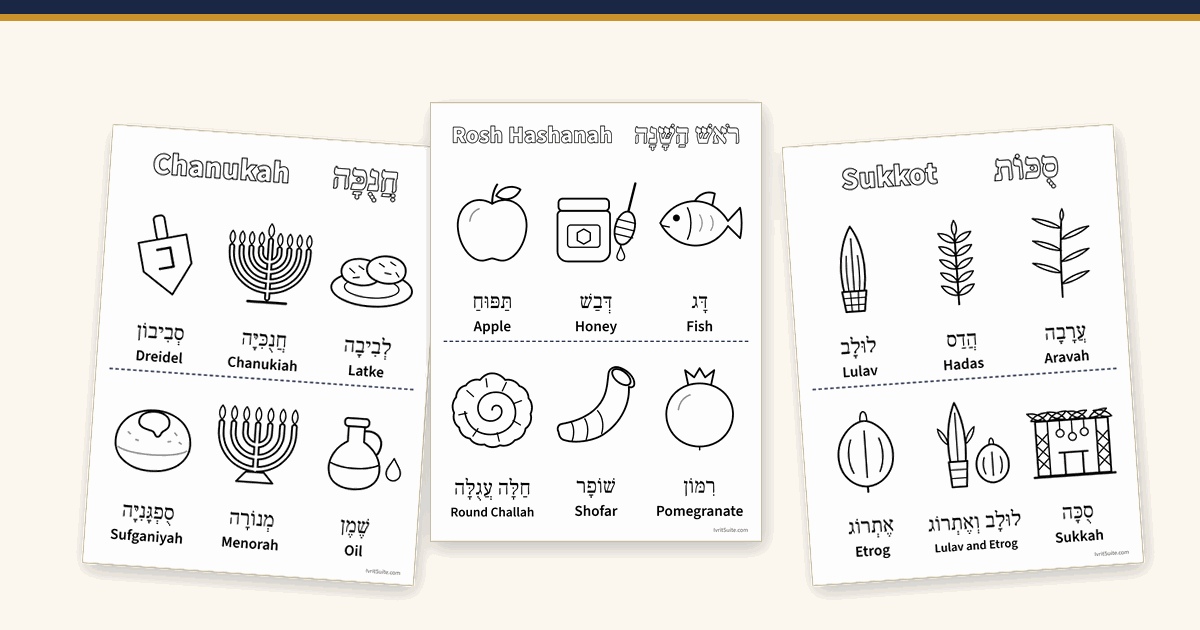 Chanukah חֲנֻכָּה
סְבִיבוֹן חֲנֻכִּיָּה לְבִיבָה
Dreidel Chanukiah Latke
סֻפְגָּנִיָּה מְנוֹרָה שֶׁמֶן
Sufganiyah Menorah Oil
IvritSuite.com
Rosh Hashanah רֹאשׁ הַשָּׁנָה
תַּפּוּחַ דְּבַשׁ דָּג
Apple Honey Fish
חַלָּה עֲגֻלָּה שׁוֹפָר רִמּוֹן
Round Challah Shofar Pomegranate
IvritSuite.com
Sukkot סֻכּוֹת
לוּלָב הֲדַס עֲרָבָה
Lulav Hadas Aravah
אֶתְרוֹג לוּלָב וְאֶתְרוֹג סֻכָּה
Etrog Lulav and Etrog Sukkah
IvritSuite.com